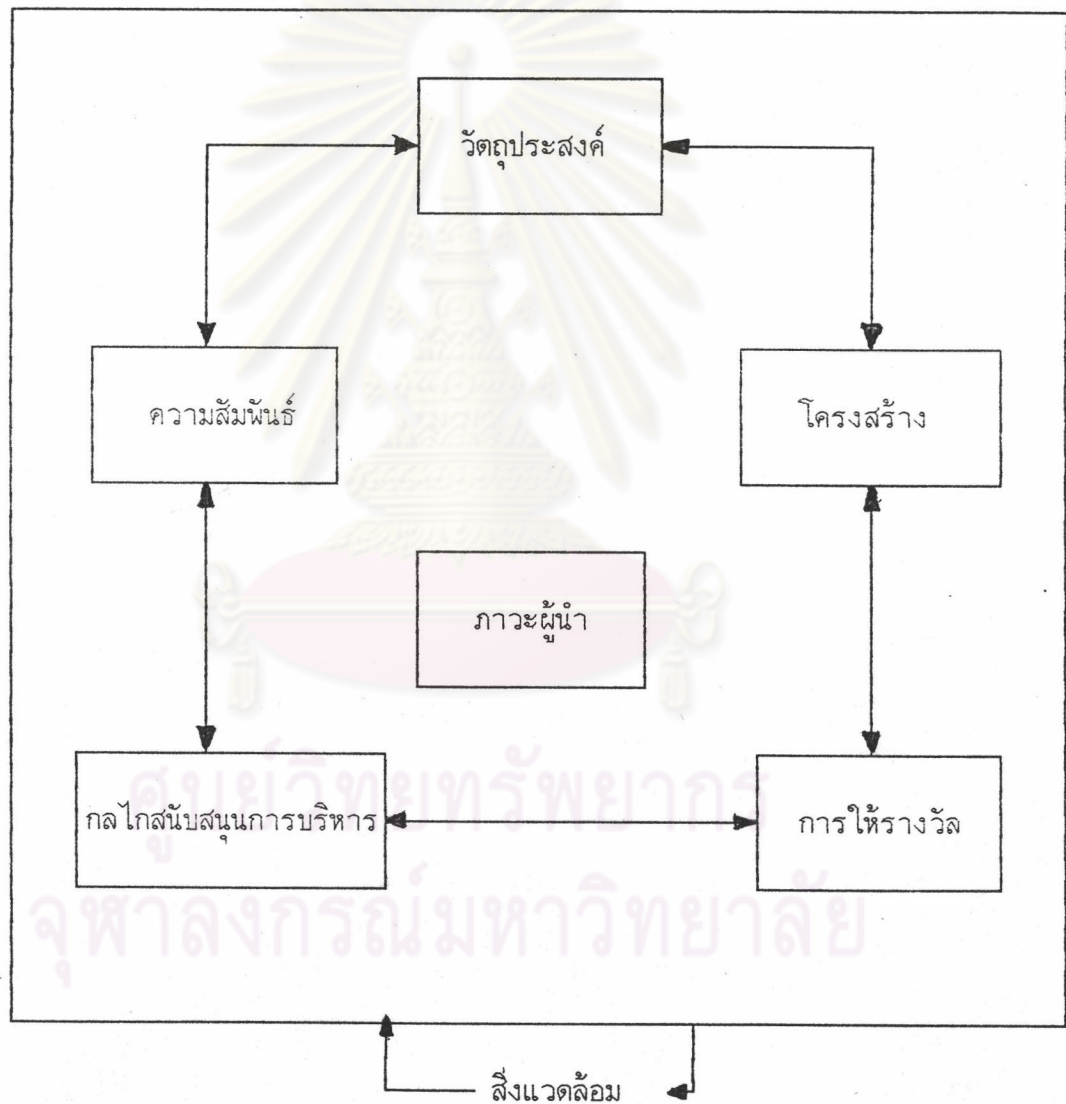 วัตถุประสงค์
ความสัมพันธ์
โครงสร้าง
ภาวะผู้นำ
กลไกสนับสนุนการบริหาร
การให้รางวัล
ศูนย์วิทยทรัพยากร
จุฬาลงกรณ์มหาวิทยาลัย
สิ่งแวดล้อม